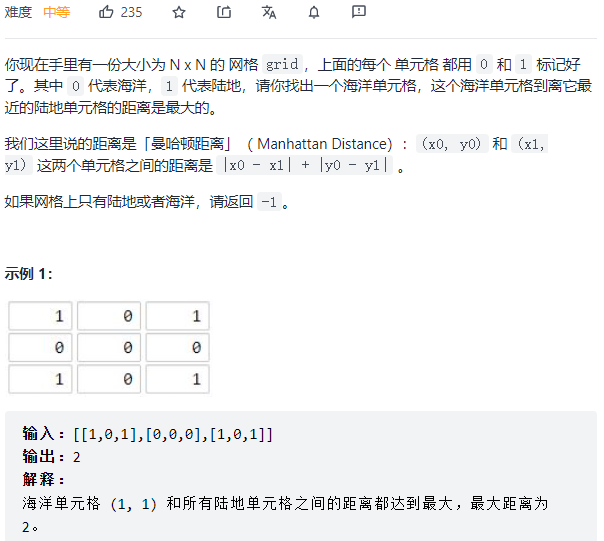 难度 中等 235
你现在手里有一份大小为 N x N 的 网格 grid，上面的每个 单元格 都用 0 和 1 标记好
了。其中 0 代表海洋，1 代表陆地，请你找出一个海洋单元格，这个海洋单元格到离它最
近的陆地单元格的距离是最大的。
我们这里说的距离是「曼哈顿距离」（ Manhattan Distance）：(x0, y0) 和 (x1,
y1) 这两个单元格之间的距离是 |x0 - x1| + |y0 - y1| 。
如果网格上只有陆地或者海洋，请返回 -1。
示例 1：
1 0 1
0 0 0
1 0 1
输入：[[1,0,1],[0,0,0],[1,0,1]]
输出：2
解释：
海洋单元格 (1, 1) 和所有陆地单元格之间的距离都达到最大，最大距离为
2。